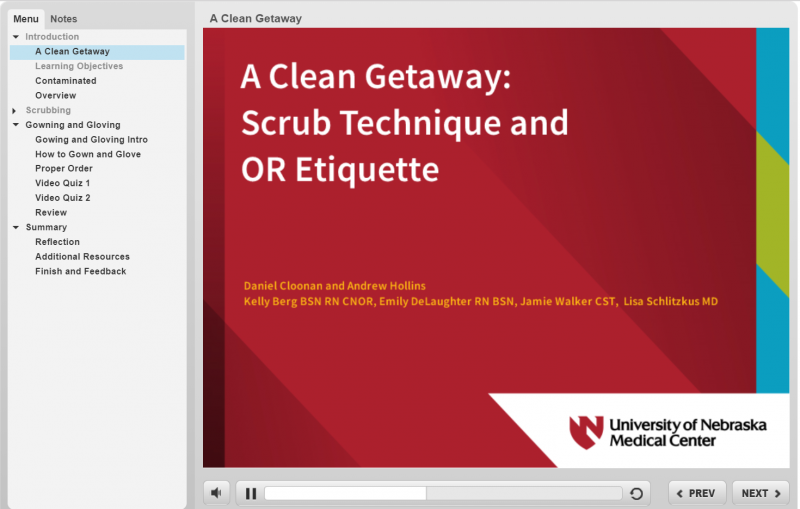 Menu
Notes
Introduction
A Clean Getaway
Learning Objectives
Contaminated
Overview
Scrubbing
Gowning and Gloving
Gowing and Gloving Intro
How to Gown and Glove
Proper Order
Video Quiz 1
Video Quiz 2
Review
Summary
Reflection
Additional Resources
Finish and Feedback
A Clean Getaway
A Clean Getaway:
Scrub Technique and
OR Etiquette
Daniel Cloonan and Andrew Hollins
Kelly Berg BSN RN CNOR, Emily DeLaughter RN BSN, Jamie Walker CST, Lisa Schlitzkus MD
N
University of Nebraska
Medical Center
PREV
NEXT